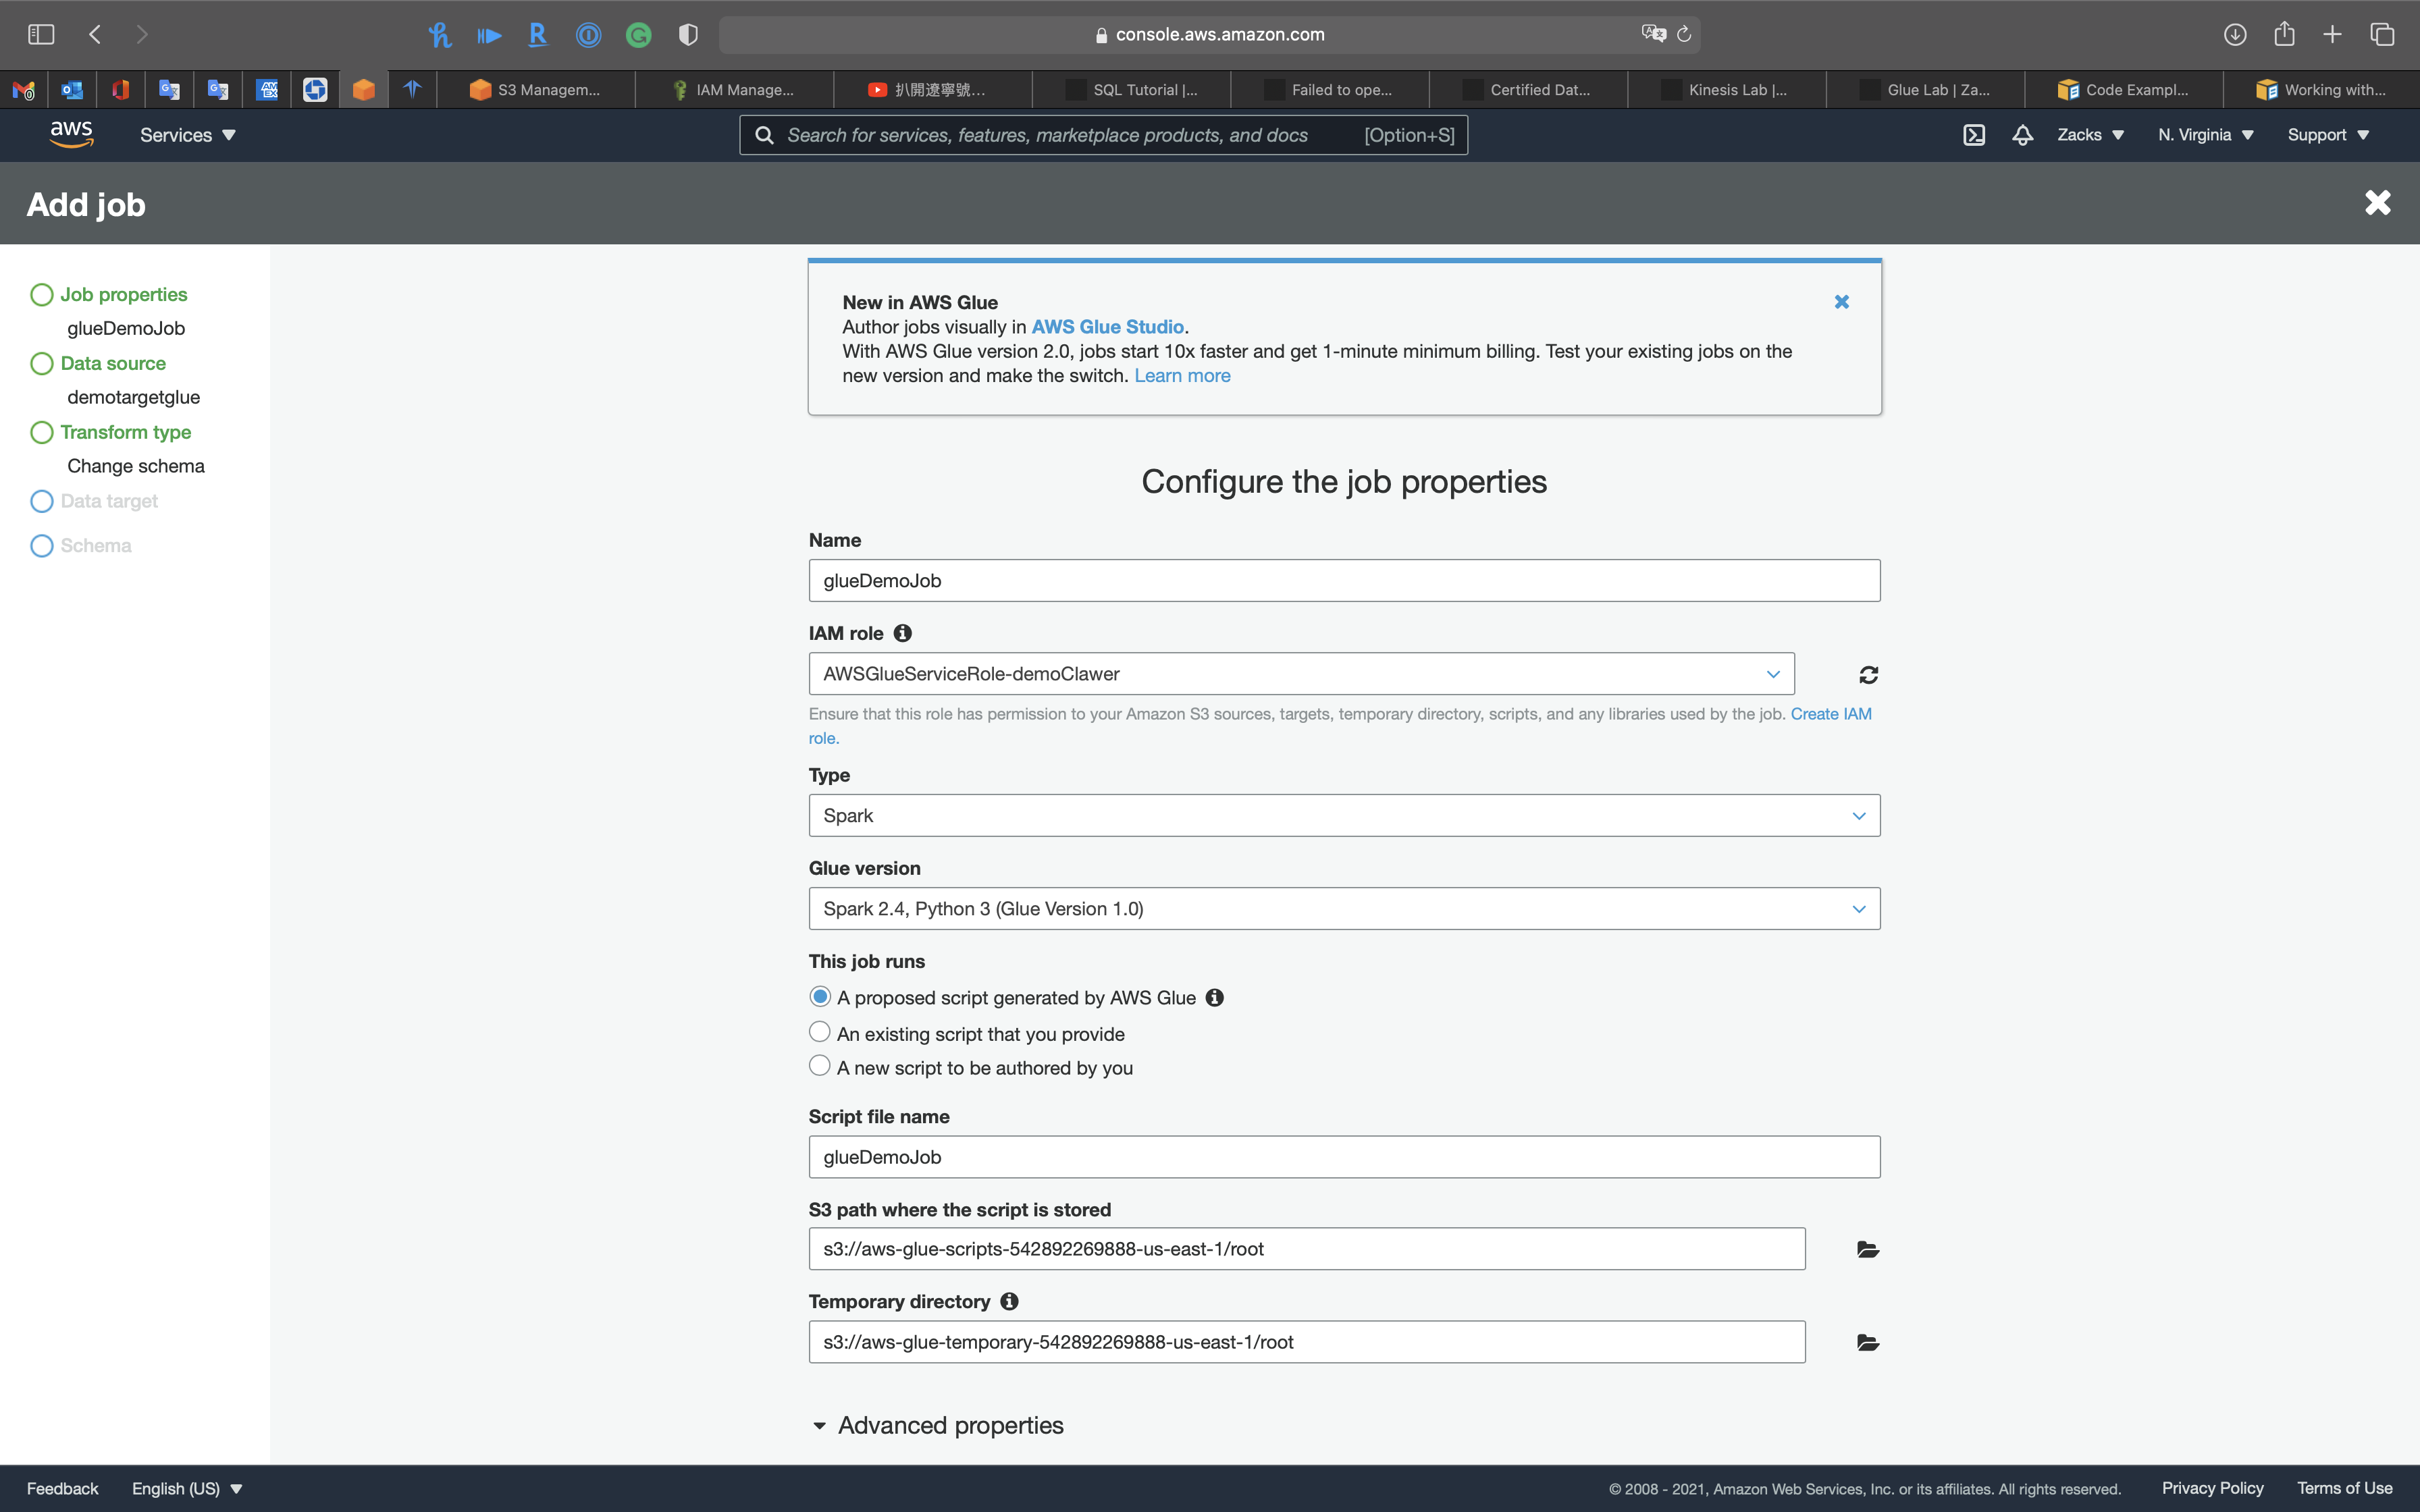 console.aws.amazon.com
S3 Managem...
IAM Manage...
扒開遼寧號...
SQL Tutorial |...
Failed to ope...
Certified Dat...
Kinesis Lab |...
Glue Lab | Za...
Code Exampl...
Working with...
aws
Services
Search for services, features, marketplace products, and docs
[Option+S]
Zacks
N. Virginia
Support
Add job
Job properties
glueDemoJob
Data source
demotargetglue
Transform type
Change schema
Data target
Schema
New in AWS Glue
Author jobs visually in AWS Glue Studio.
With AWS Glue version 2.0, jobs start 10x faster and get 1-minute minimum billing. Test your existing jobs on the
new version and make the switch. Learn more
Configure the job properties
Name
glueDemoJob
IAM role
AWSGlueServiceRole-demoClawer
Ensure that this role has permission to your Amazon S3 sources, targets, temporary directory, scripts, and any libraries used by the job. Create IAM
role.
Type
Spark
Glue version
Spark 2.4, Python 3 (Glue Version 1.0)
This job runs
A proposed script generated by AWS Glue
An existing script that you provide
A new script to be authored by you
Script file name
glueDemoJob
S3 path where the script is stored
s3://aws-glue-scripts-542892269888-us-east-1/root
Temporary directory
s3://aws-glue-temporary-542892269888-us-east-1/root
Advanced properties
Feedback
English (US)
© 2008 - 2021, Amazon Web Services, Inc. or its affiliates. All rights reserved.
Privacy Policy
Terms of Use